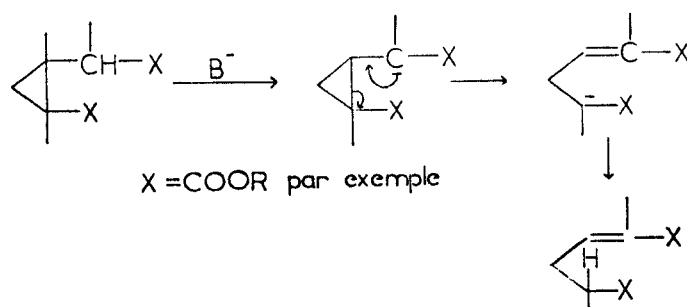 CH—X
B⁻
C̄—X
C—X
X
X
C̄—X
X = COOR par exemple
X
H
X